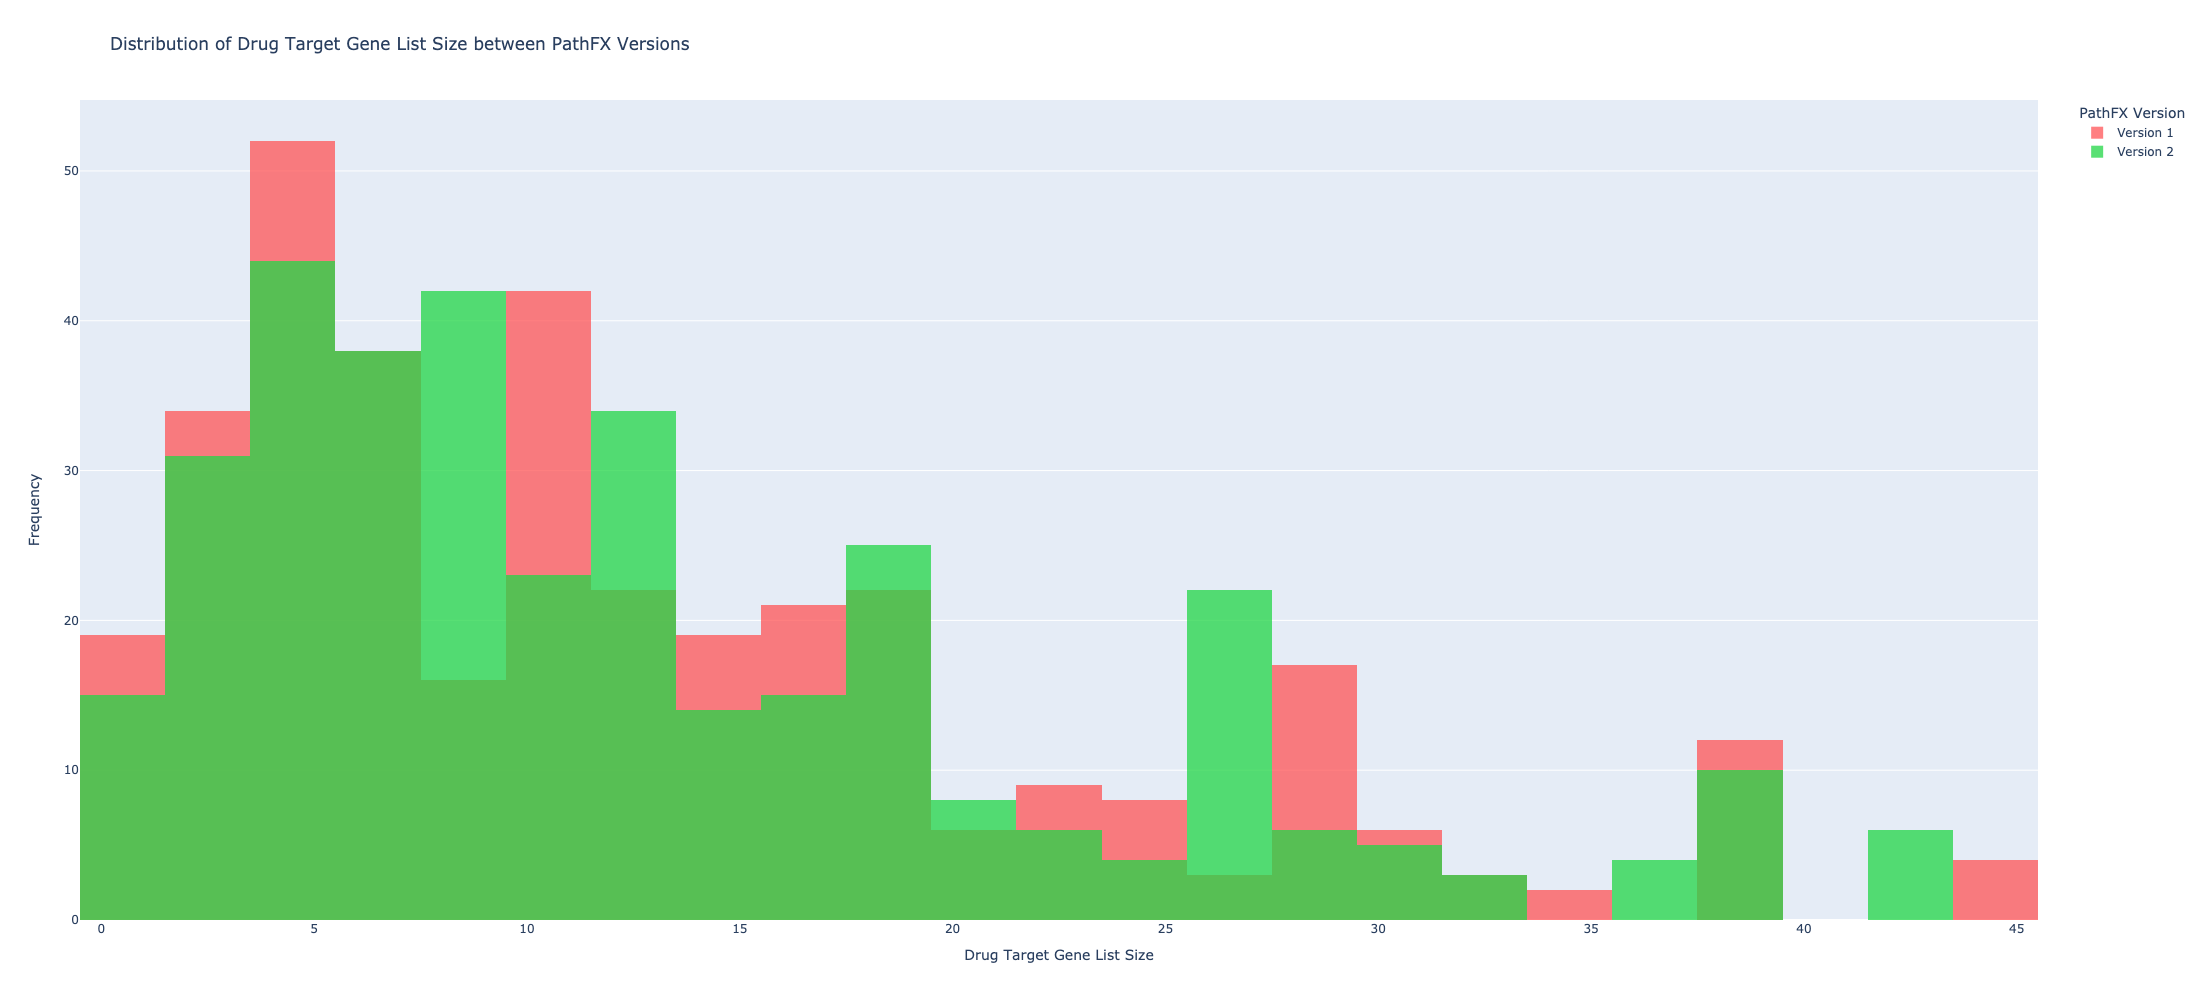 Distribution of Drug Target Gene List Size between PathFX Versions
PathFX Version
Version 1
Version 2
50
40
30
20
10
0
Frequency
0 5 10 15 20 25 30 35 40 45
Drug Target Gene List Size